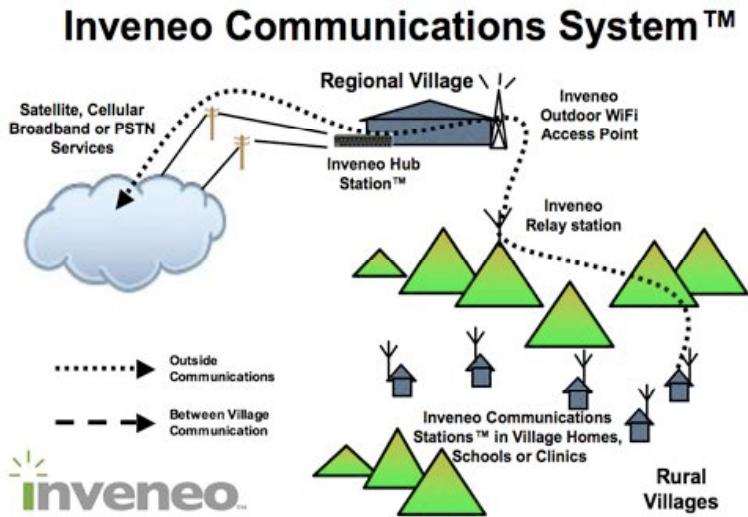 Inveneo Communications System™
Regional Village
Satellite, Cellular
Broadband or PSTN
Services
Inveneo
Outdoor WiFi
Access Point
Inveneo Hub
Station™
Inveneo
Relay station
Outside
Communications
Between Village
Communication
Inveneo Communications
Stations™ in Village Homes,
Schools or Clinics
Rural
Villages
inveneo™